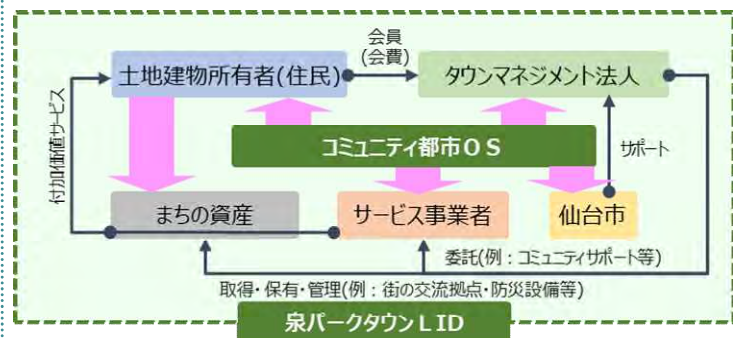 会員
(会費)
土地建物所有者(住民)
タウンマネジメント法人
付加価値サービス
コミュニティ都市OS
サポート
まちの資産
サービス事業者
仙台市
委託(例：コミュニティサポート等)
取得・保有・管理(例：街の交流拠点・防災設備等)
泉パークタウンLID